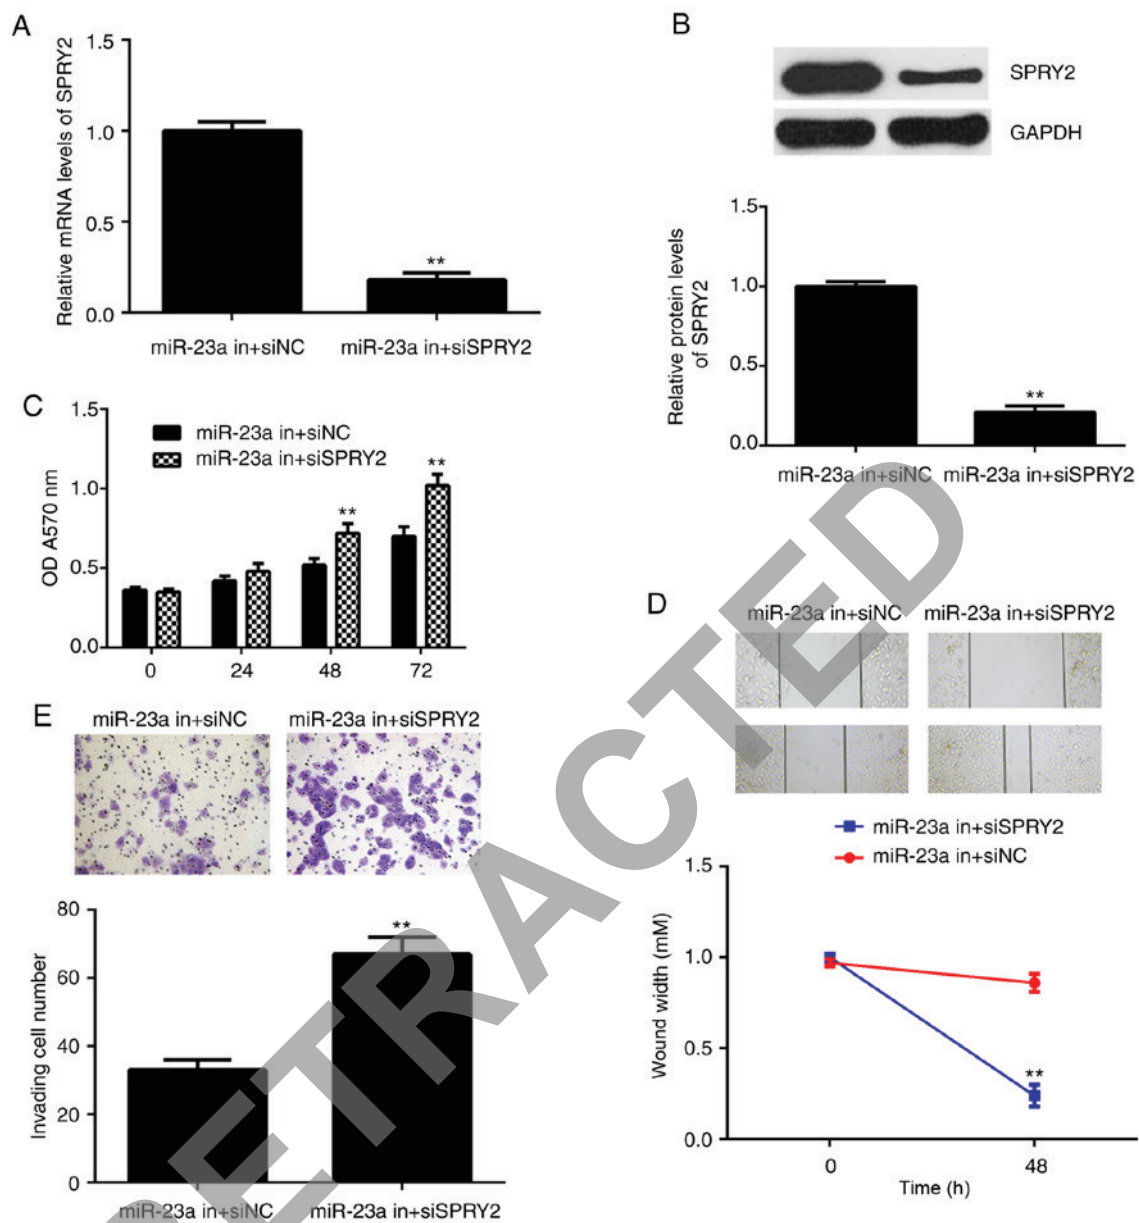 A
Relative mRNA levels of SPRY2
1.5
1.0
0.5
0.0
**
miR-23a in+siNC
miR-23a in+siSPRY2
B
SPRY2
GAPDH
Relative protein levels
of SPRY2
1.5
1.0
0.5
0.0
**
miR-23a in+siNC
miR-23a in+siSPRY2
C
OD A570 nm
1.5
1.0
0.5
0.0
miR-23a in+siNC
miR-23a in+siSPRY2
**
**
0
24
48
72
D
miR-23a in+siNC
miR-23a in+siSPRY2
miR-23a in+siSPRY2
miR-23a in+siNC
Wound width (mM)
1.5
1.0
0.5
0.0
**
0
48
Time (h)
E
miR-23a in+siNC
miR-23a in+siSPRY2
Invading cell number
80
60
40
20
0
**
miR-23a in+siNC
miR-23a in+siSPRY2
RETRACTED